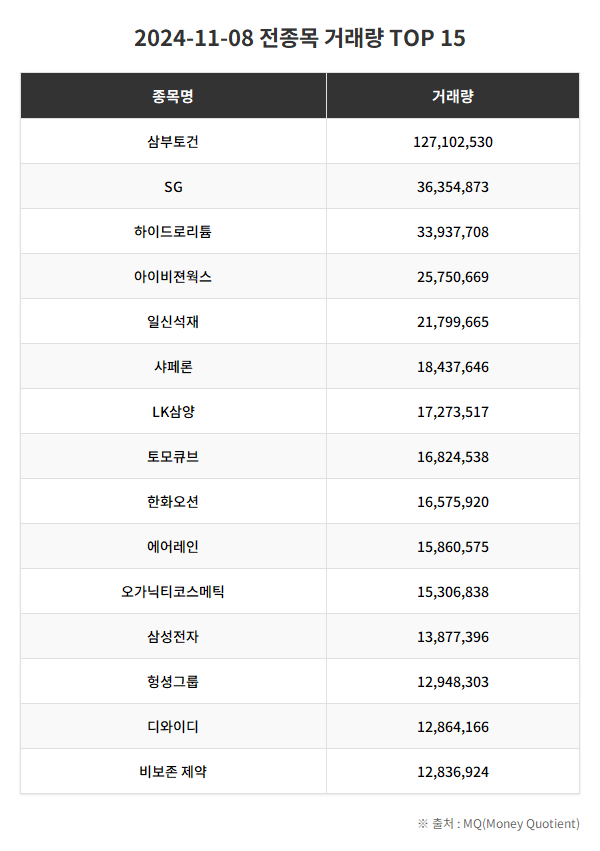 2024-11-08 전종목 거래량 TOP 15
종목명 거래량
삼부토건 127,102,530
SG 36,354,873
하이드로리튬 33,937,708
아이비젼웍스 25,750,669
일신석재 21,799,665
샤페론 18,437,646
LK삼양 17,273,517
토모큐브 16,824,538
한화오션 16,575,920
에어레인 15,860,575
오가닉티코스메틱 15,306,838
삼성전자 13,877,396
헝셩그룹 12,948,303
디와이디 12,864,166
비보존 제약 12,836,924
※ 출처 : MQ(Money Quotient)